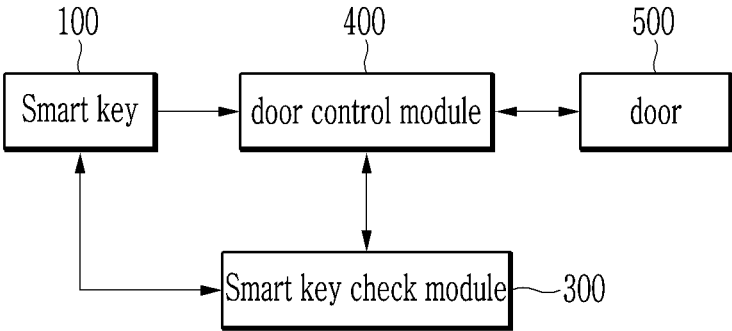 100
400
500
Smart key
door control module
door
Smart key check module
300